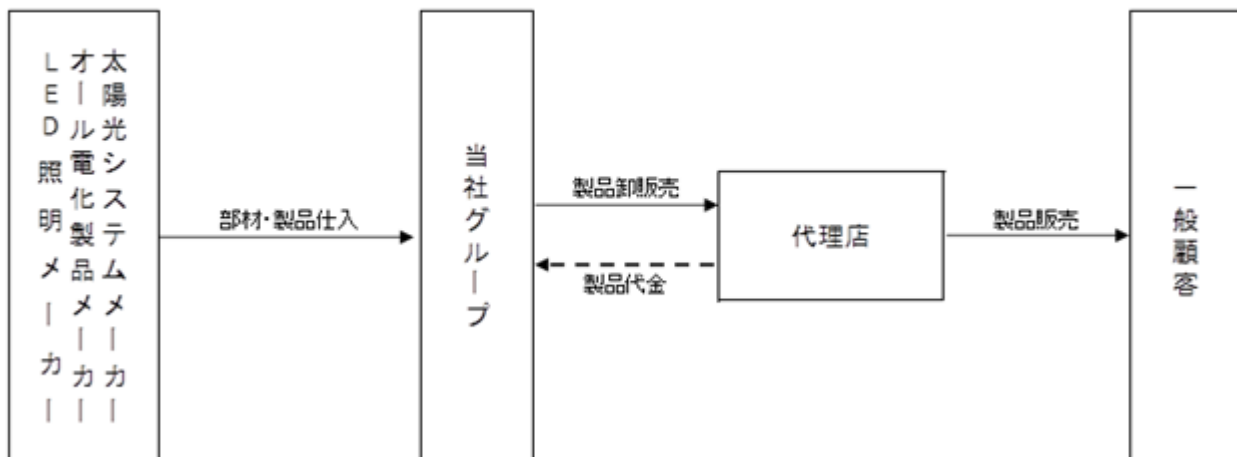 太陽光システムメーカー
オール電化製品メーカー
LED照明メーカー
部材・製品仕入
当社グループ
製品卸販売
製品代金
代理店
製品販売
一般顧客